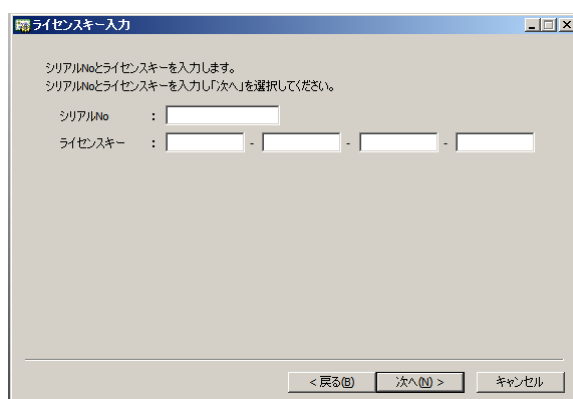 ライセンスキー入力
シリアルNoとライセンスキーを入力します。
シリアルNoとライセンスキーを入力し「次へ」を選択してください。
シリアルNo :
ライセンスキー : - - -
< 戻る(B) 次へ(N) > キャンセル